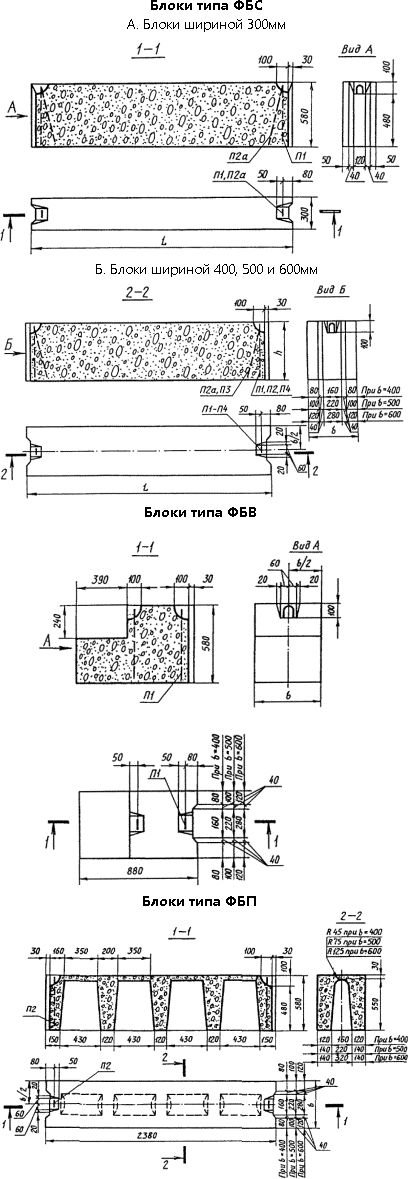 Блоки типа ФБС
А. Блоки шириной 300мм
1-1
Вид А
100 30
100
А
580
480
П2а П1
50 120 50
40 40
П1,П2а 50 80
300
1 1
L
Б. Блоки шириной 400, 500 и 600мм
2-2
Вид Б
100 30
Б
h
100
П2а,П3 П1,П2,П4
80 160 80 При b=400
100 220 100 При b=500
120 280 120 При b=600
40 40
b
П1-П4 50 80
20
b/2
20
60
2 2
L
Блоки типа ФБВ
1-1
Вид А
390 100 100 30
60 b/2
20 20
240
А
580
100
П1
b
При b=400
При b=500
При b=600
50 50 80
П1
40
80 100 120
160 220 280
80 100 120
40
1 1
880
Блоки типа ФБП
1-1
2-2
R 45 при b=400
R 75 при b=500
R 125 при b=600
30 160 350 200 350 100 30
100
30
480
580
550
П2
150 430 120 430 120 430 120 430 150
120 160 120 При b=400
140 220 140 При b=500
140 320 140 При b=600
2
80 50 П2
80 100 120
40
b/2
20
60
60
20
160 220 280
b
1 1
80 100 120
40
2380
При b=400
При b=500
При b=600
2